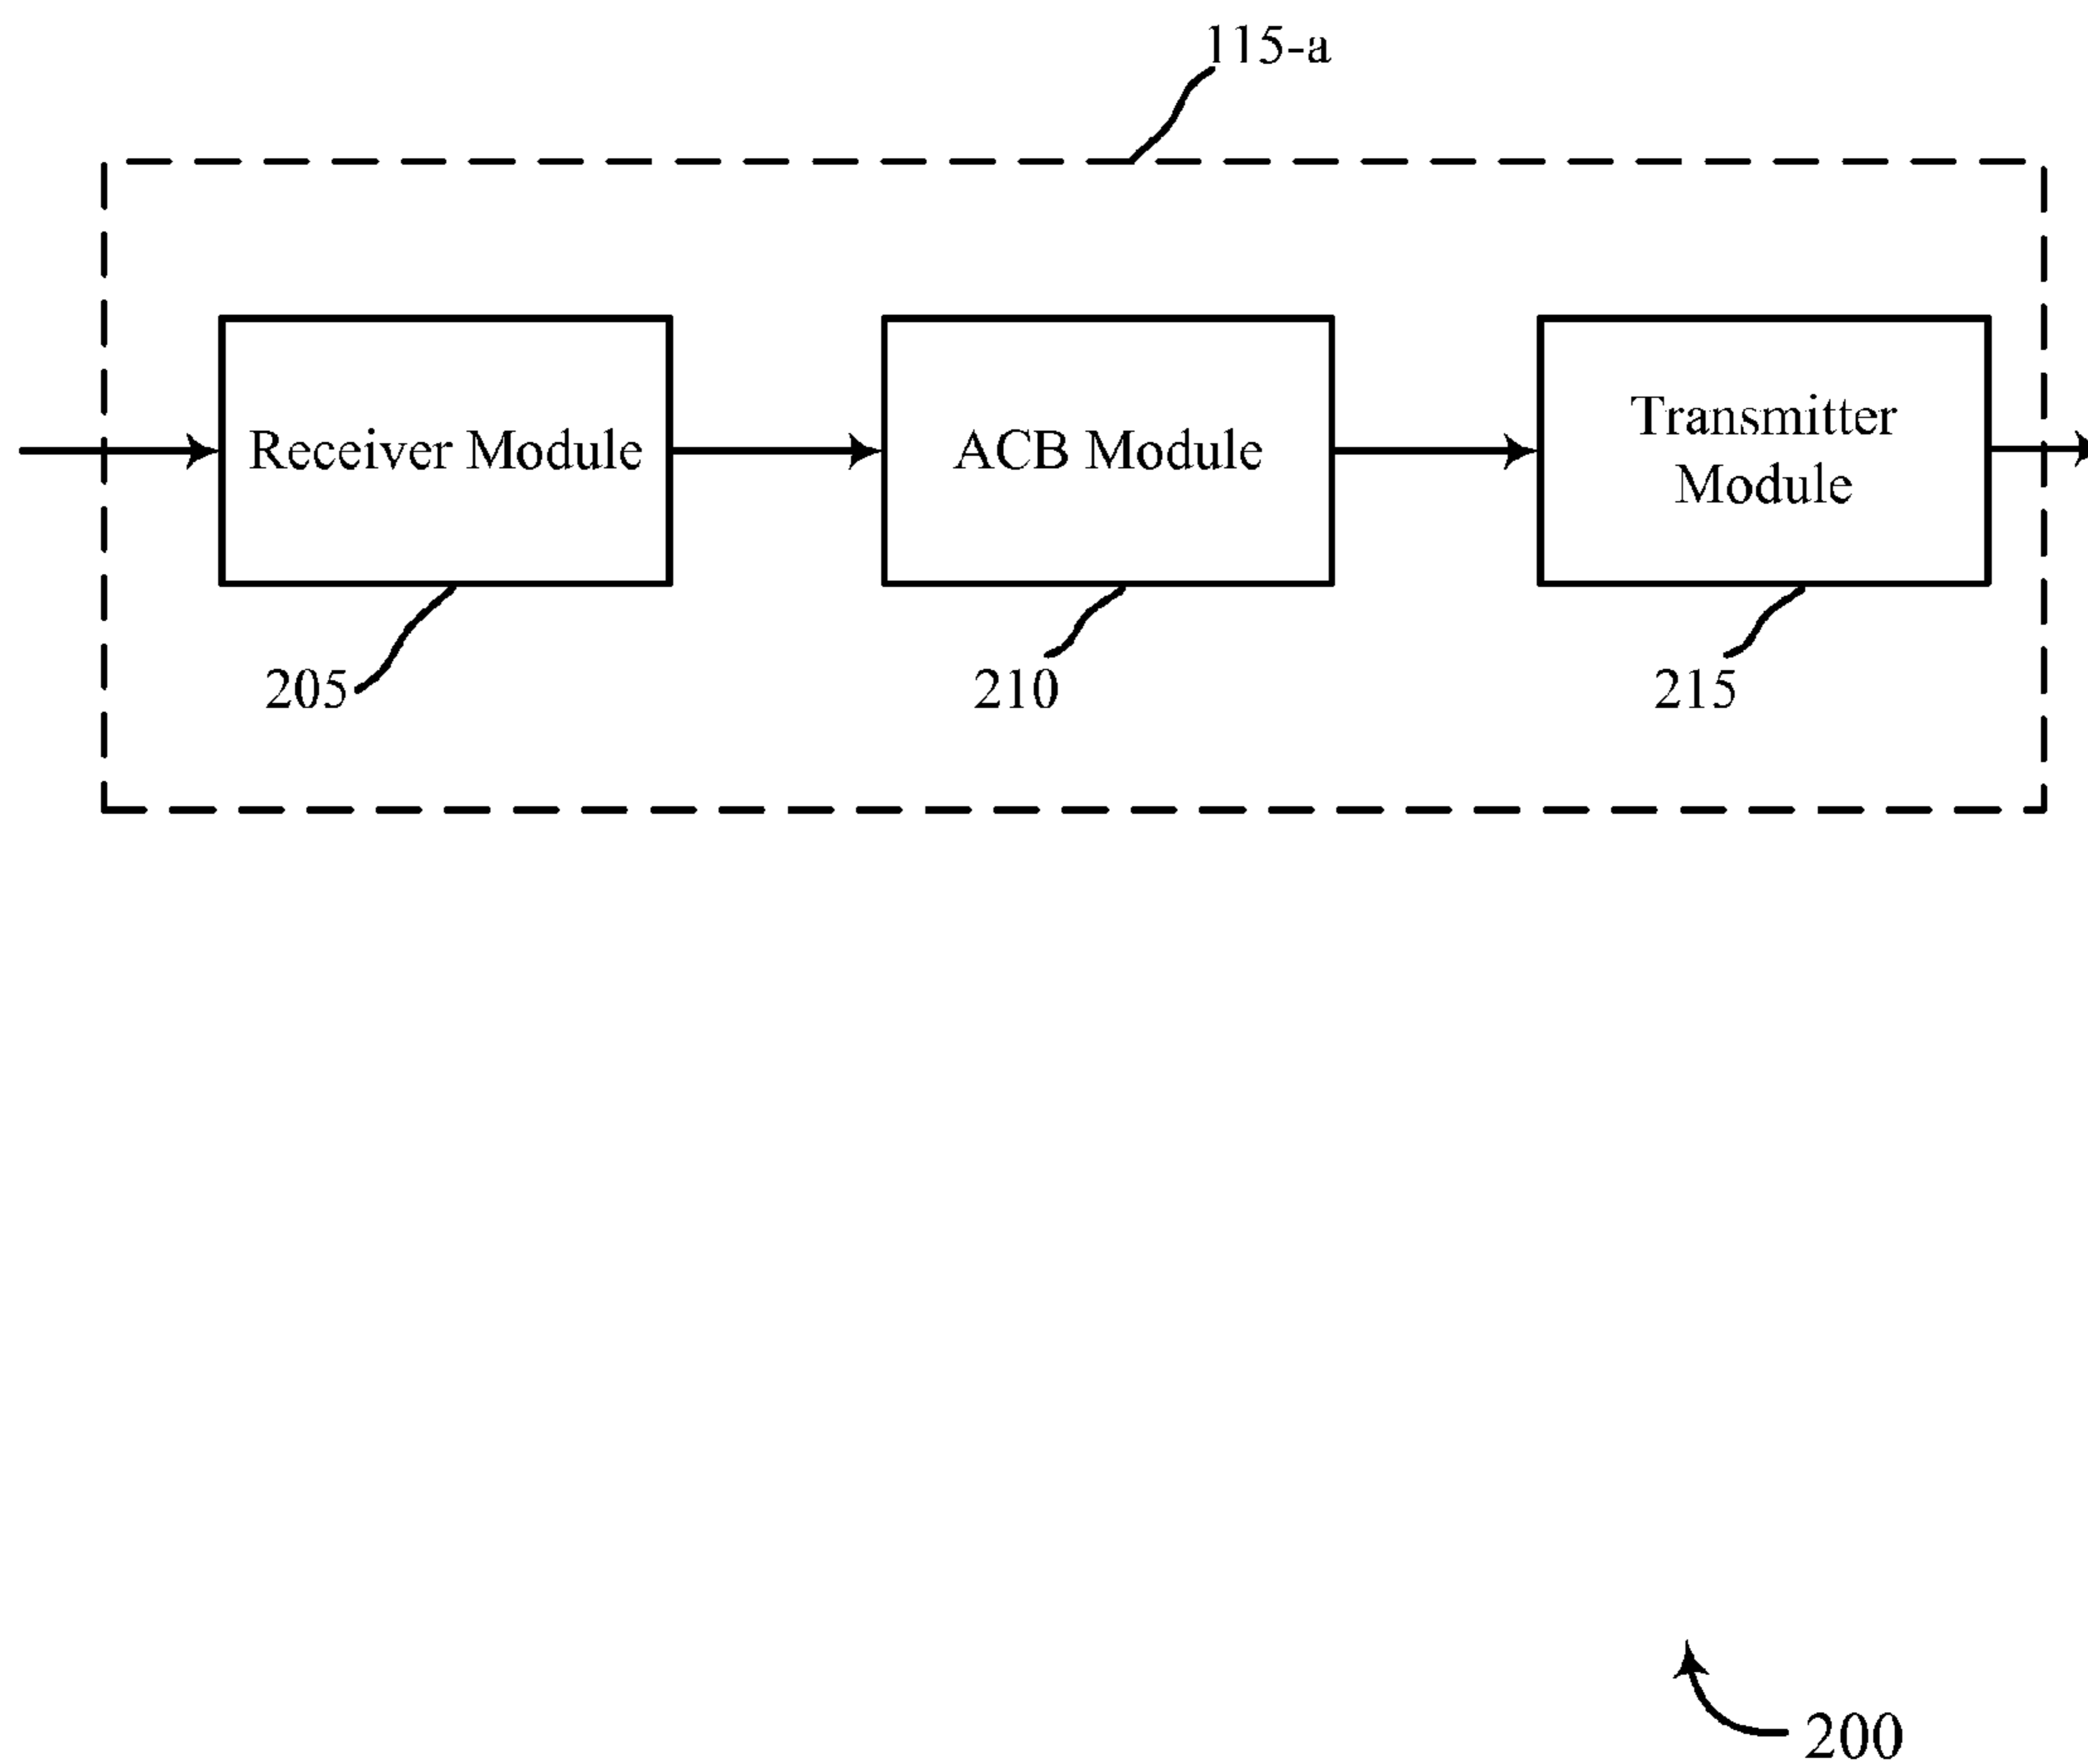 115-a
Receiver Module
ACB Module
Transmitter
Module
205
210
215
200